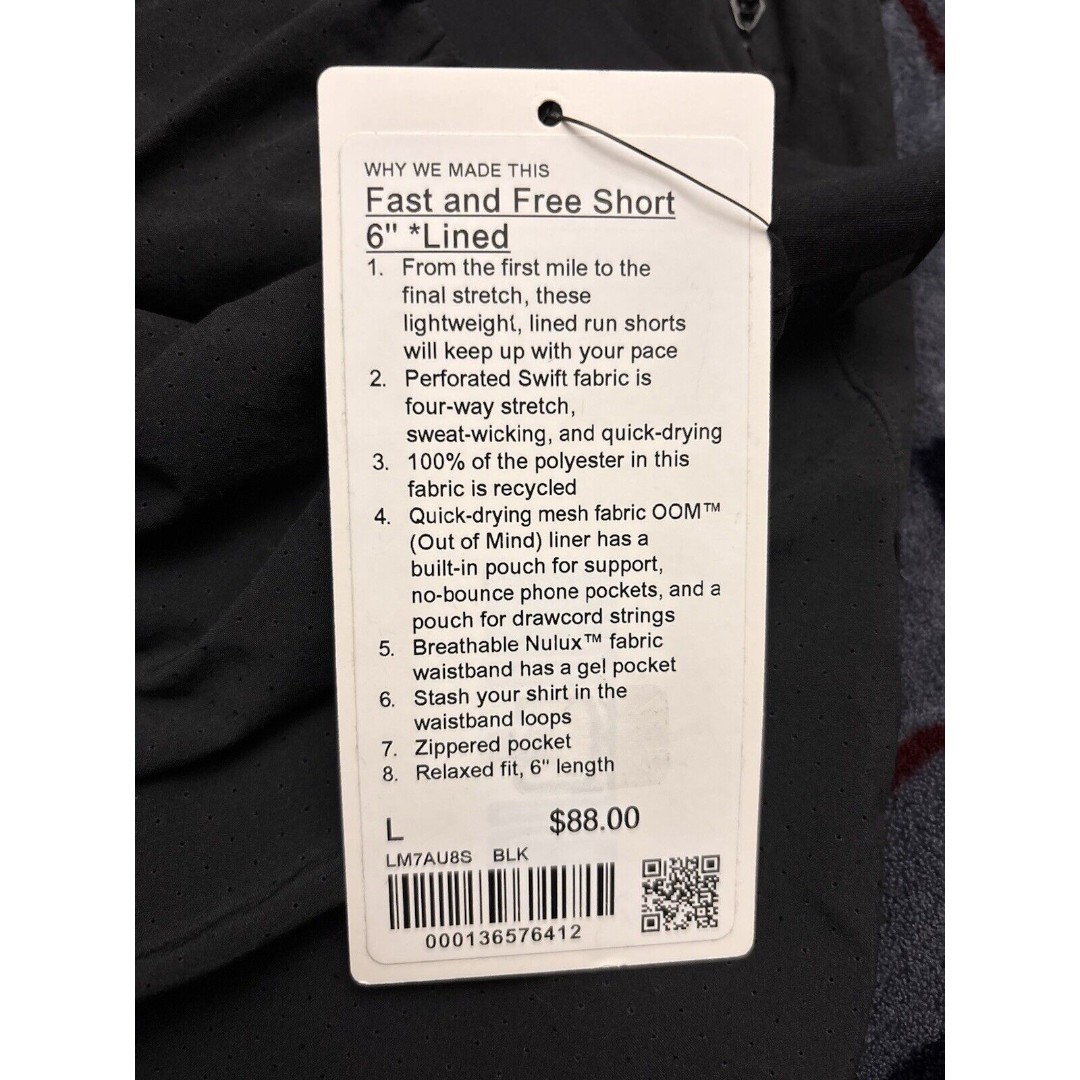 WHY WE MADE THIS
Fast and Free Short
6" *Lined
1. From the first mile to the
final stretch, these
lightweight, lined run shorts
will keep up with your pace
2. Perforated Swift fabric is
four-way stretch,
sweat-wicking, and quick-drying
3. 100% of the polyester in this
fabric is recycled
4. Quick-drying mesh fabric OOM™
(Out of Mind) liner has a
built-in pouch for support,
no-bounce phone pockets, and a
pouch for drawcord strings
5. Breathable Nulux™ fabric
waistband has a gel pocket
6. Stash your shirt in the
waistband loops
7. Zippered pocket
8. Relaxed fit, 6" length
L $88.00
LM7AU8S BLK
000136576412